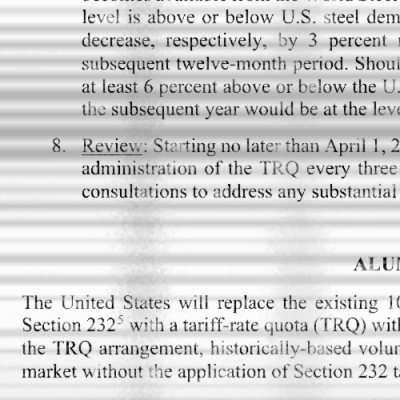 level is above or below U.S. steel dem
decrease, respectively, by 3 percent
subsequent twelve-month period. Shoul
at least 6 percent above or below the U.
the subsequent year would be at the leve
8. Review: Starting no later than April 1, 2
administration of the TRQ every three
consultations to address any substantial
ALU
The United States will replace the existing 10
Section 232⁵ with a tariff-rate quota (TRQ) wit
the TRQ arrangement, historically-based volu
market without the application of Section 232 t